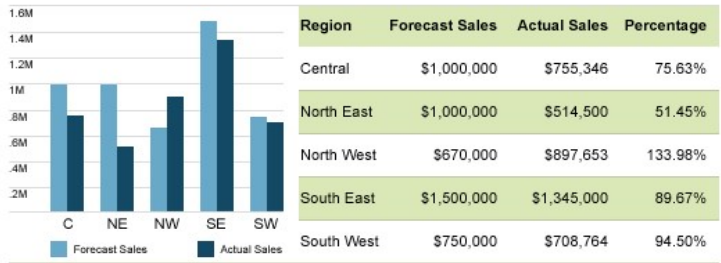 1.6M
1.4M
1.2M
1M
.8M
.6M
.4M
.2M
C NE NW SE SW
Forecast Sales Actual Sales
Region Forecast Sales Actual Sales Percentage
Central $1,000,000 $755,346 75.63%
North East $1,000,000 $514,500 51.45%
North West $670,000 $897,653 133.98%
South East $1,500,000 $1,345,000 89.67%
South West $750,000 $708,764 94.50%